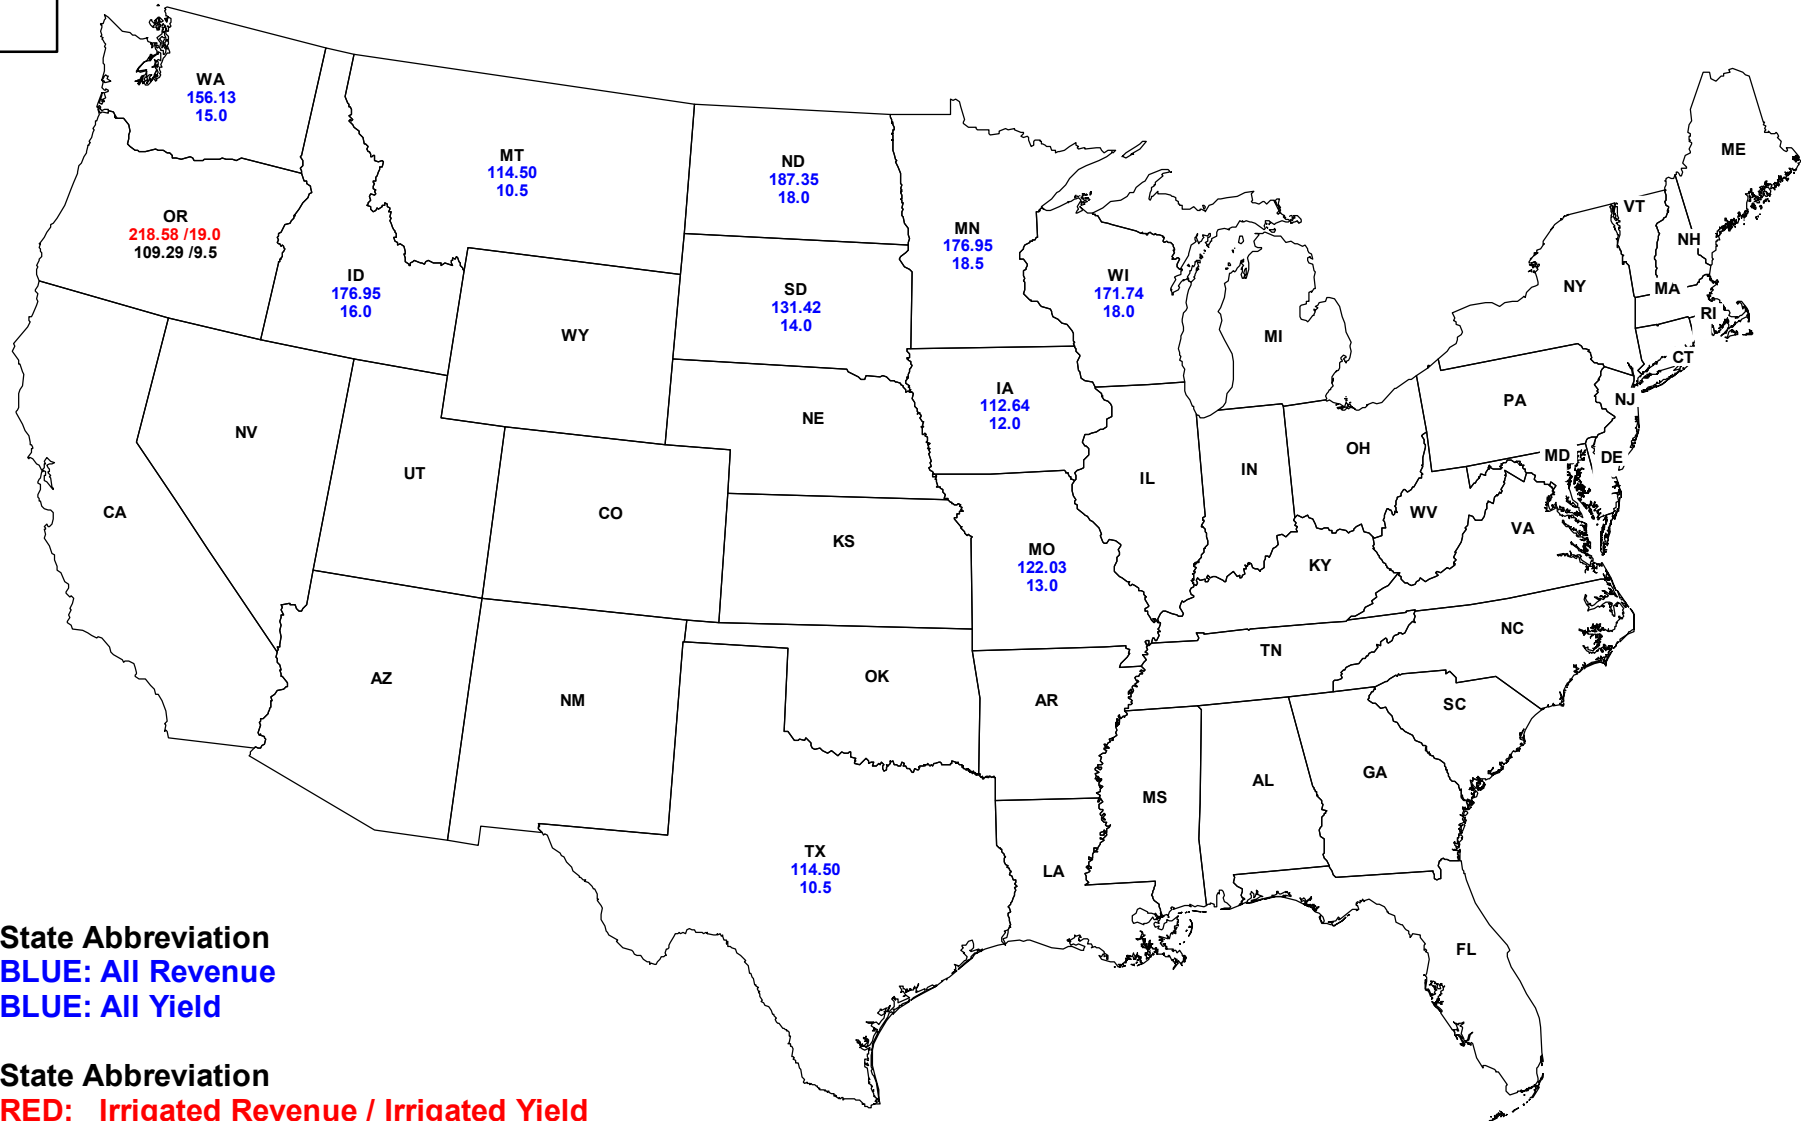 WA
156.13
15.0
MT
114.50
10.5
ND
187.35
18.0
MN
176.95
18.5
ME
VT
NH
OR
218.58 /19.0
109.29 /9.5
ID
176.95
16.0
SD
131.42
14.0
WI
171.74
18.0
NY
MA
RI
WY
MI
CT
IA
112.64
12.0
NE
PA
NJ
NV
UT
IL
IN
OH
MD
DE
CA
CO
KS
MO
122.03
13.0
WV
VA
KY
NC
TN
AZ
NM
OK
AR
SC
MS
AL
GA
TX
114.50
10.5
LA
FL
State Abbreviation
BLUE: All Revenue
BLUE: All Yield
State Abbreviation
RED: Irrigated Revenue / Irrigated Yield